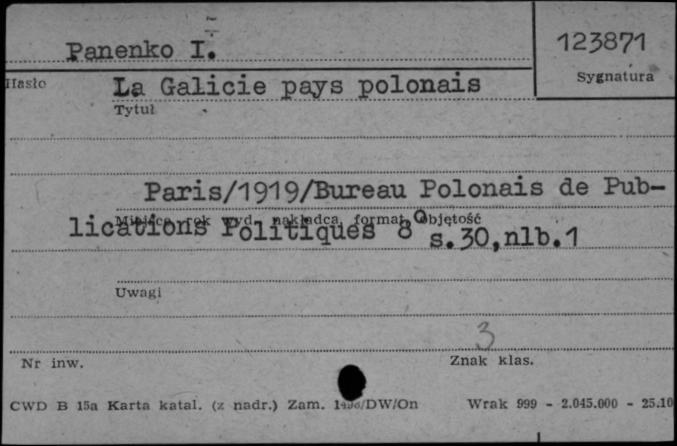 Panenko I.
123871
Hasło
Sygnatura
La Galicie pays polonais
Tytuł
Paris/1919/Bureau Polonais de Pub-
Miejsce, rok wyd., nakładca, format, objętość
lications Politiques 8° s.30,nlb.1
Uwagi
3
Nr inw.
Znak klas.
CWD B 15a Karta katal. (z nadr.) Zam. /DW/On Wrak 999 - 2.045.000 - 25.10